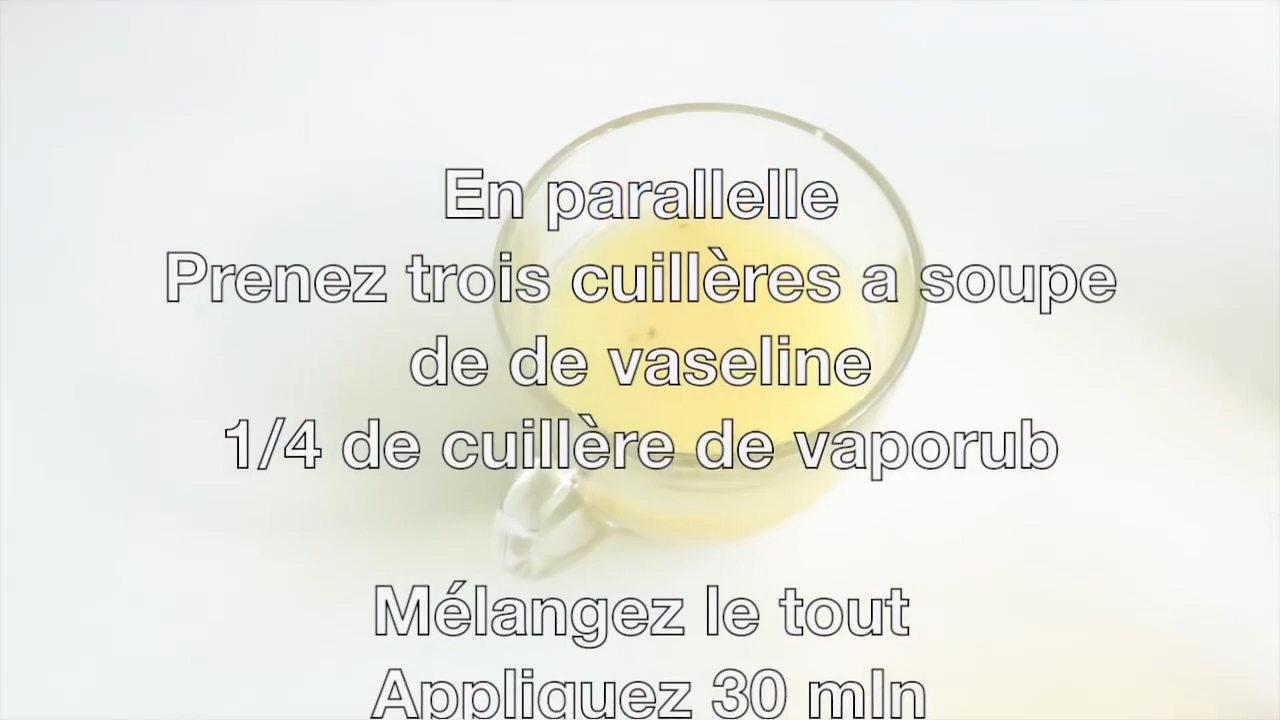 En parallelle
Prenez trois cuillères a soupe
de de vaseline
1/4 de cuillère de vaporub
Mélangez le tout
Appliquez 30 mln